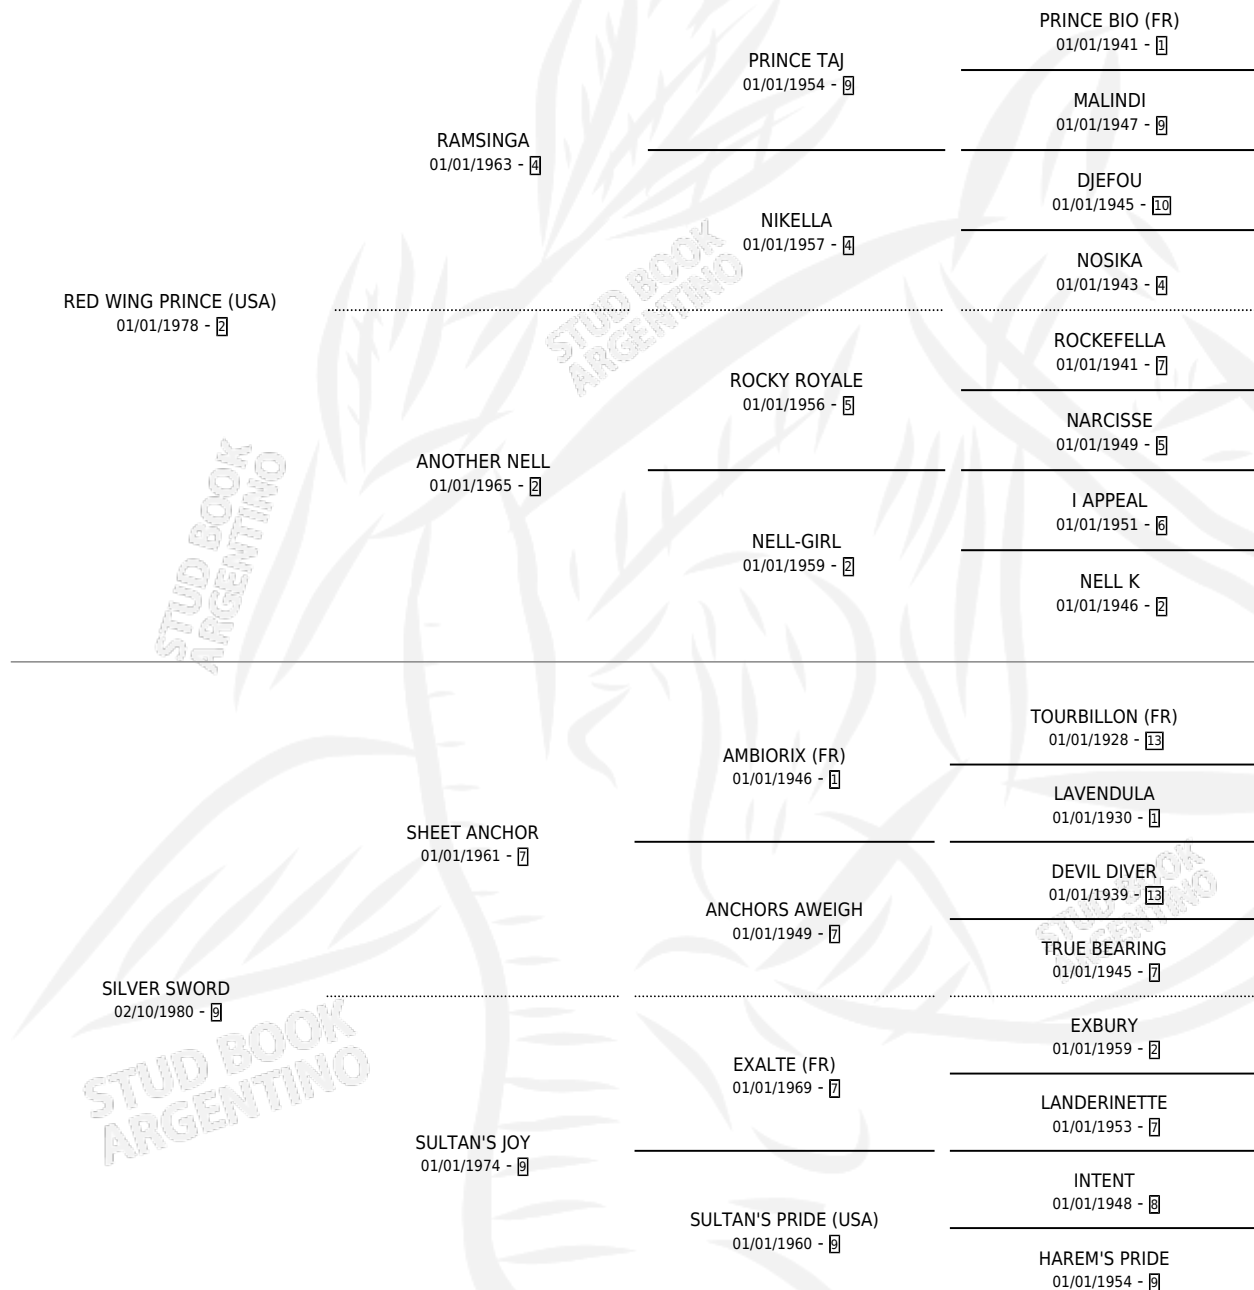 PRINCE BIO (FR)
01/01/1941 - 1
PRINCE TAJ
01/01/1954 - 9
MALINDI
01/01/1947 - 9
RAMSINGA
01/01/1963 - 4
DJEFOU
01/01/1945 - 10
NIKELLA
01/01/1957 - 4
NOSIKA
01/01/1943 - 4
RED WING PRINCE (USA)
01/01/1978 - 2
ROCKEFELLA
01/01/1941 - 7
ROCKY ROYALE
01/01/1956 - 5
NARCISSE
01/01/1949 - 5
ANOTHER NELL
01/01/1965 - 2
I APPEAL
01/01/1951 - 6
NELL-GIRL
01/01/1959 - 2
NELL K
01/01/1946 - 2
TOURBILLON (FR)
01/01/1928 - 13
AMBIORIX (FR)
01/01/1946 - 1
LAVENDULA
01/01/1930 - 1
SHEET ANCHOR
01/01/1961 - 7
DEVIL DIVER
01/01/1939 - 13
ANCHORS AWEIGH
01/01/1949 - 7
TRUE BEARING
01/01/1945 - 7
SILVER SWORD
02/10/1980 - 9
EXBURY
01/01/1959 - 2
EXALTE (FR)
01/01/1969 - 7
LANDERINETTE
01/01/1953 - 7
SULTAN'S JOY
01/01/1974 - 9
INTENT
01/01/1948 - 8
SULTAN'S PRIDE (USA)
01/01/1960 - 9
HAREM'S PRIDE
01/01/1954 - 9
STUD BOOK
ARGENTINO
STUD BOOK
ARGENTINO
STUD BOOK
ARGENTINO
STUD BOOK
ARGENTINO